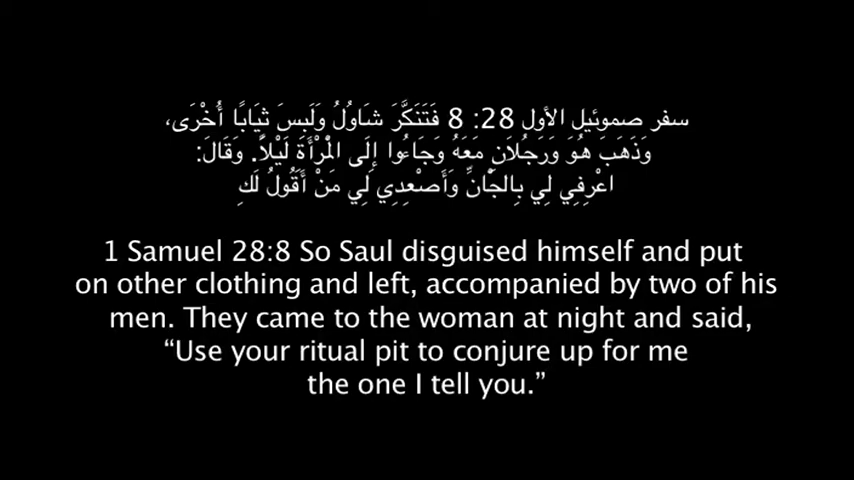 سفر صموئيل الأول 28: 8 فَتَنَكَّرَ شَاوُلُ وَلَبِسَ ثِيَابًا أُخْرَى،
وَذَهَبَ هُوَ وَرَجُلاَنِ مَعَهُ وَجَاءُوا إِلَى الْمَرْأَةِ لَيْلاً. وَقَالَ:
اعْرِفِي لِي بِالجَانِّ وَأَصْعِدِي لِي مَنْ أَقُولُ لَكِ
1 Samuel 28:8 So Saul disguised himself and put
on other clothing and left, accompanied by two of his
men. They came to the woman at night and said,
“Use your ritual pit to conjure up for me
the one I tell you.”